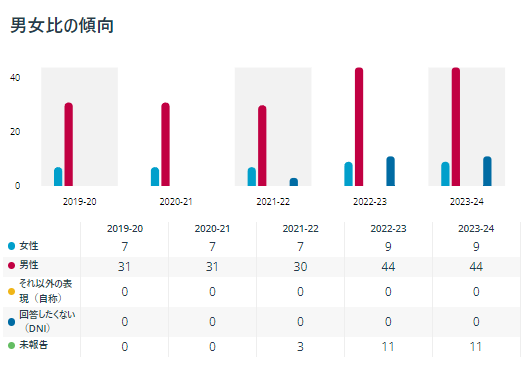 男女比の傾向
40
20
0
2019-20 2020-21 2021-22 2022-23 2023-24
2019-20 2020-21 2021-22 2022-23 2023-24
女性 7 7 7 9 9
男性 31 31 30 44 44
それ以外の表
現（自称） 0 0 0 0 0
回答したくない
（DNI） 0 0 0 0 0
未報告 0 0 3 11 11